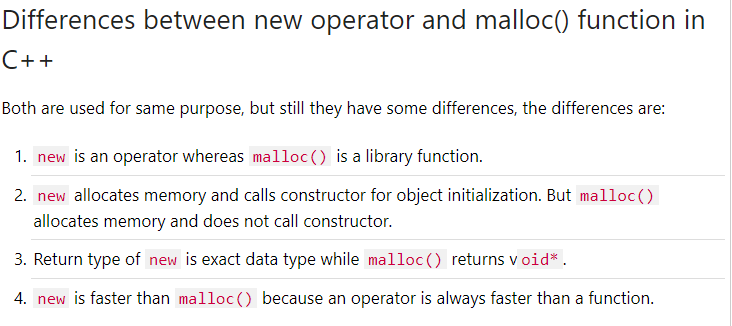 Differences between new operator and malloc() function in
C++
Both are used for same purpose, but still they have some differences, the differences are:
1. new is an operator whereas malloc() is a library function.
2. new allocates memory and calls constructor for object initialization. But malloc()
allocates memory and does not call constructor.
3. Return type of new is exact data type while malloc() returns v oid*.
4. new is faster than malloc() because an operator is always faster than a function.